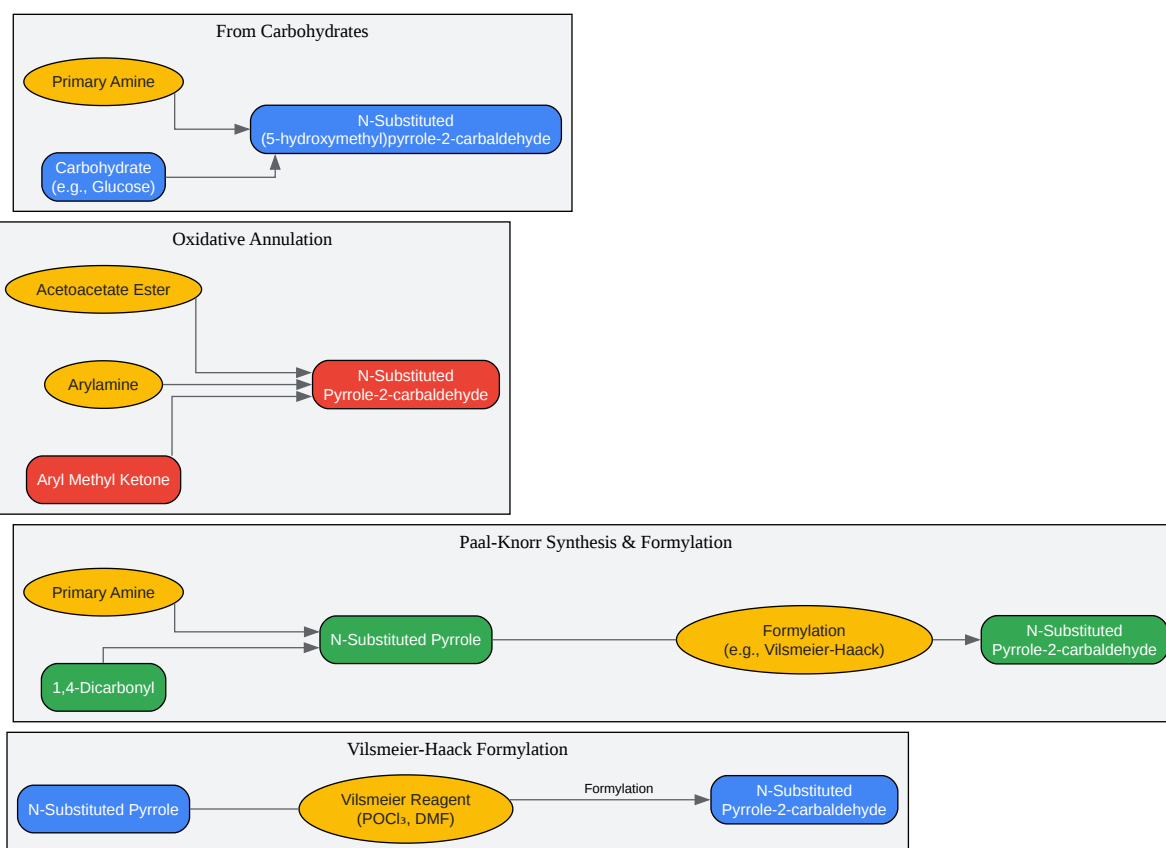 From Carbohydrates
Primary Amine
N-Substituted
(5-hydroxymethyl)pyrrole-2-carbaldehyde
Carbohydrate
(e.g., Glucose)
Oxidative Annulation
Acetoacetate Ester
Arylamine
N-Substituted
Pyrrole-2-carbaldehyde
Aryl Methyl Ketone
Paal-Knorr Synthesis & Formylation
Primary Amine
N-Substituted Pyrrole
Formylation
(e.g., Vilsmeier-Haack)
N-Substituted
Pyrrole-2-carbaldehyde
1,4-Dicarbonyl
Vilsmeier-Haack Formylation
N-Substituted Pyrrole
Vilsmeier Reagent
(POCl₃, DMF)
Formylation
N-Substituted
Pyrrole-2-carbaldehyde